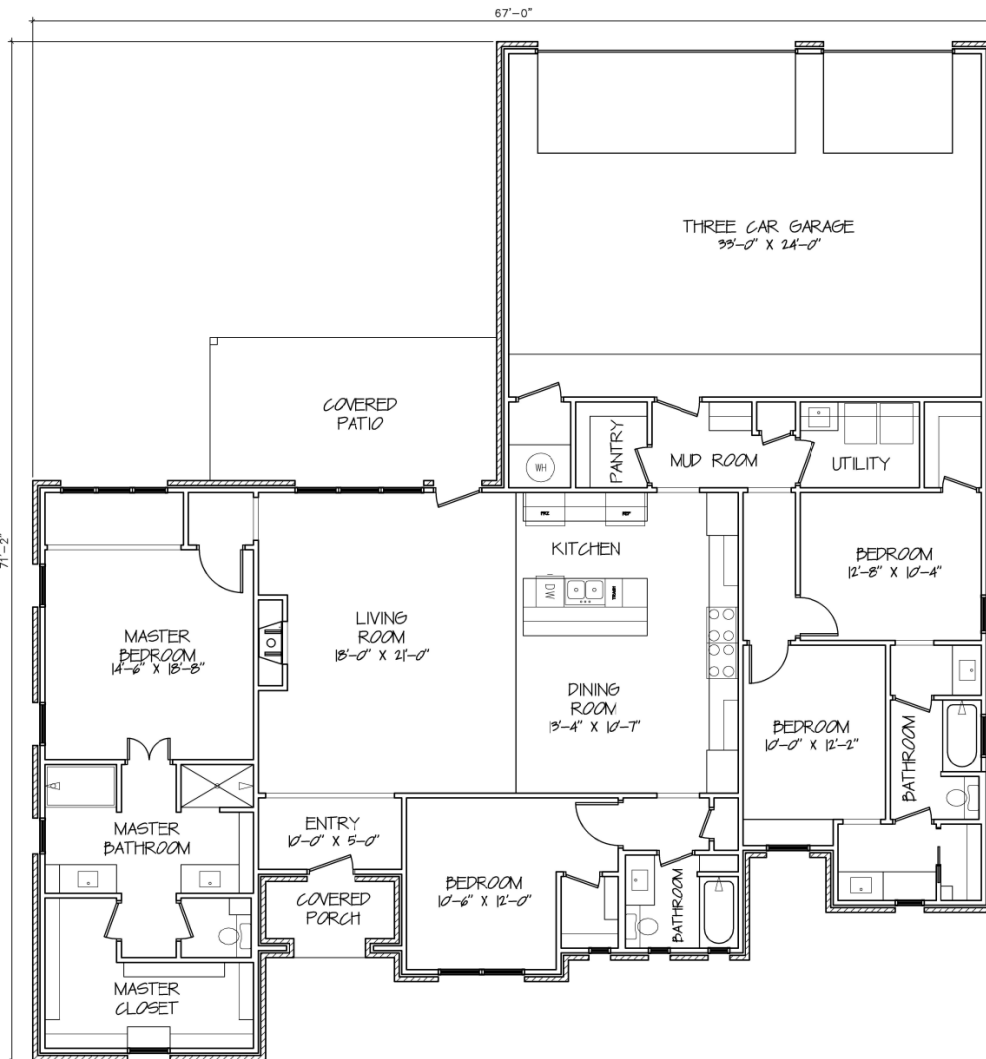 67'-0"
THREE CAR GARAGE
33'-0" X 24'-0"
COVERED
PATIO
PANTRY
MUD ROOM
UTILITY
WH
71'-2"
FRZ
REF
KITCHEN
BEDROOM
12'-8" X 10'-4"
DW
TRASH
LIVING
ROOM
18'-0" X 21'-0"
MASTER
BEDROOM
14'-6" X 18'-8"
DINING
ROOM
13'-4" X 10'-7"
BEDROOM
10'-0" X 12'-2"
BATHROOM
MASTER
BATHROOM
ENTRY
10'-0" X 5'-0"
COVERED
PORCH
BEDROOM
10'-6" X 12'-0"
BATHROOM
MASTER
CLOSET